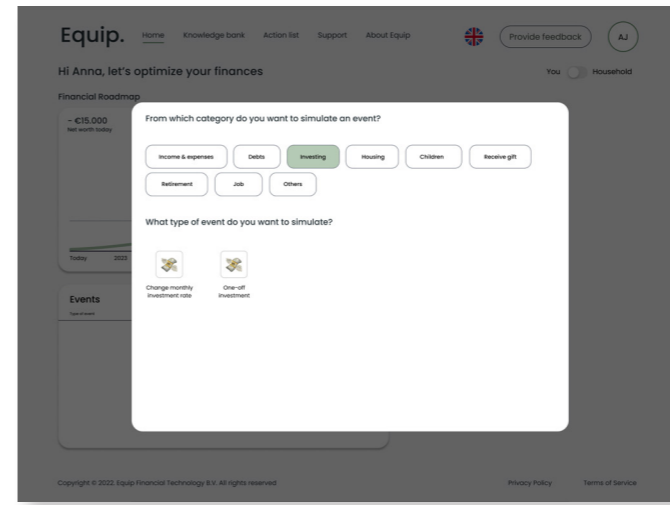 Equip. Home Knowledge bank Action list Support About Equip Provide feedback AJ
Hi Anna, let's optimize your finances You Household
Financial Roadmap
- €15.000
Net worth today
From which category do you want to simulate an event?
Income & expenses Debts Investing Housing Children Receive gift
Retirement Job Others
What type of event do you want to simulate?
Change monthly One-off
investment rate investment
Today 2023
Events
Type of event
Copyright © 2022. Equip Financial Technology B.V. All rights reserved Privacy Policy Terms of Service